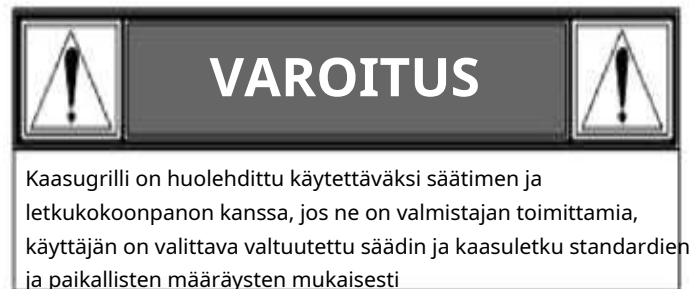 VAROITUS
Kaasugrilli on huolehdittu käytettäväksi säätimen ja
letkukokoonpanon kanssa, jos ne on valmistajan toimittamia,
käyttäjän on valittava valtuutettu säädin ja kaasuletku standardien
ja paikallisten määräysten mukaisesti